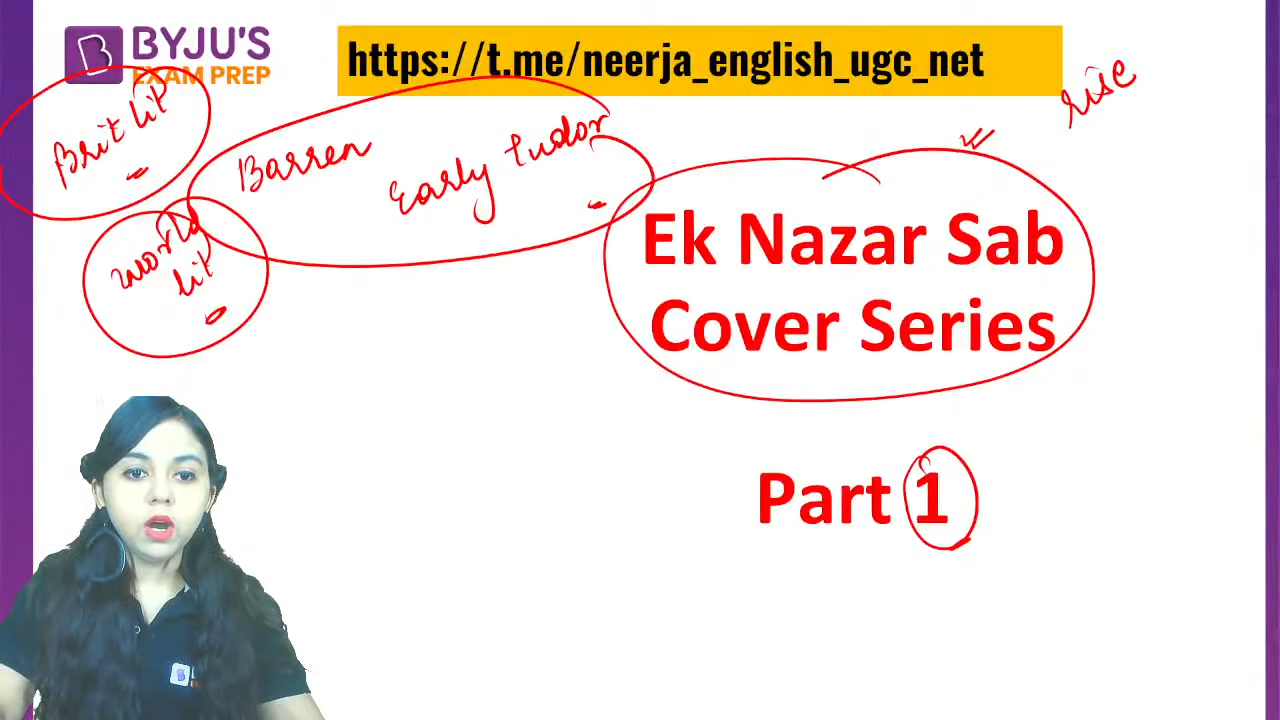 BYJU'S
EXAM PREP
https://t.me/neerja_english_ugc_net
rise
Brit lit
Barren
Early Tudor
World
lit
Ek Nazar Sab
Cover Series
Part 1